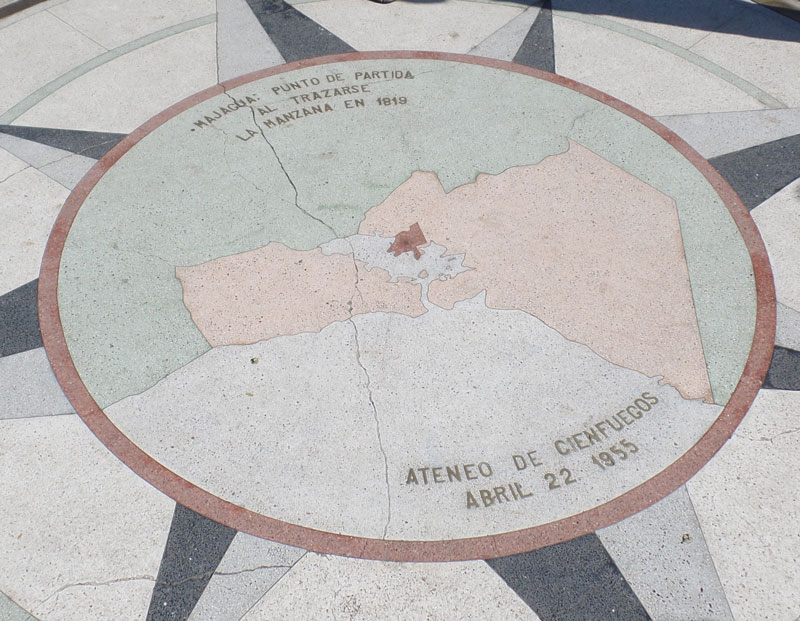 "MAJAGUA" PUNTO DE PARTIDA
AL TRAZARSE
LA MANZANA EN 1819
ATENEO DE CIENFUEGOS
ABRIL 22 1955